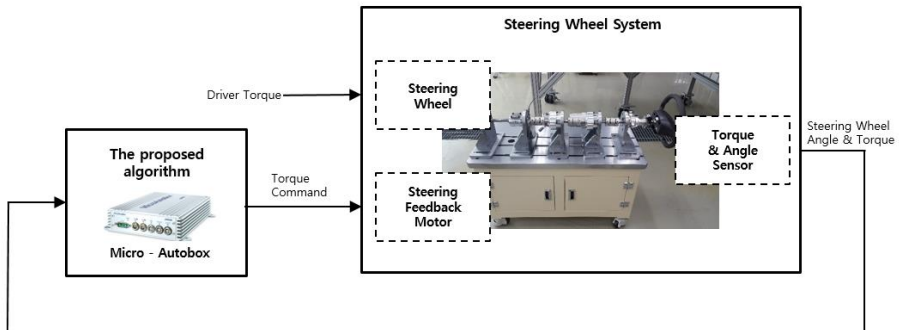 Steering Wheel System
Driver Torque
Steering
Wheel
Torque
& Angle
Sensor
Steering Wheel
Angle & Torque
The proposed
algorithm
Micro - Autobox
Torque
Command
Steering
Feedback
Motor